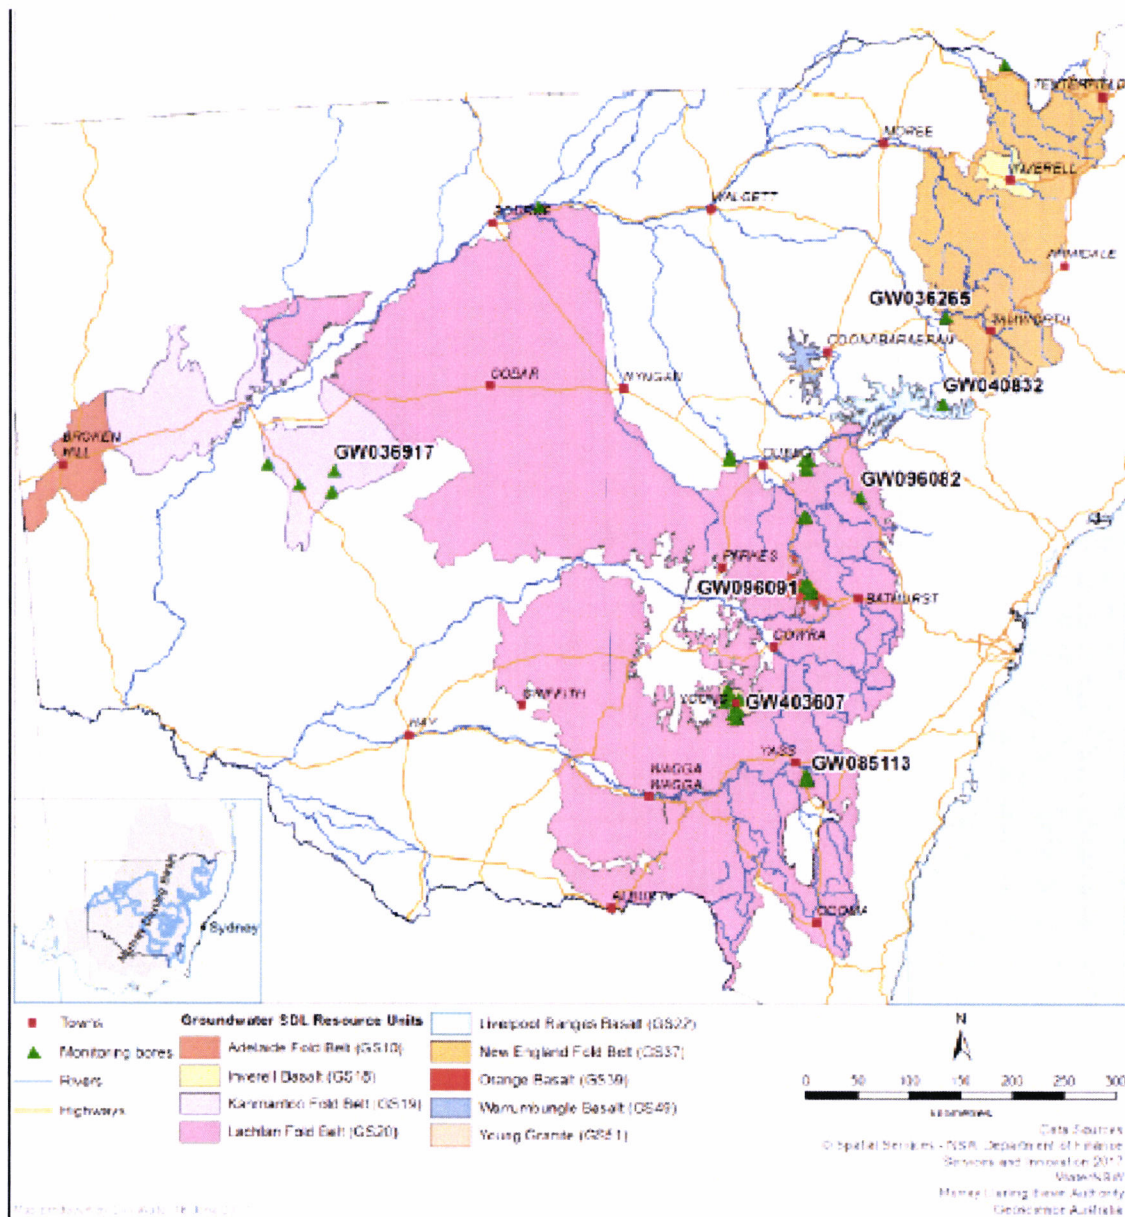 TENTERFIELD
MOREE
INVERELL
BOURKE
WALGETT
ARMIDALE
GW036265
TAMWORTH
COONABARABRAN
COBAR
NYNGAN
GW040832
BROKEN
HILL
GW036917
DUBBO
GW096082
PARKES
GW096091
BATHURST
COWRA
GRIFFITH
YOUNG
GW403607
HAY
YASS
GW085113
WAGGA
WAGGA
ALBURY
COOMA
Murray Darling Basin
Sydney
Towns
Monitoring bores
Rivers
Highways
Groundwater SDL Resource Units
Adelaide Fold Belt (GS10)
Inverell Basalt (GS18)
Kanmantoo Fold Belt (GS19)
Lachlan Fold Belt (GS20)
Liverpool Ranges Basalt (GS22)
New England Fold Belt (GS37)
Orange Basalt (GS39)
Warrumbungle Basalt (GS49)
Young Granite (GS51)
N
0 50 100 150 200 250 300
Kilometres
Data Sources
© Spatial Services - NSW Department of Finance
Services and Innovation 2017
WaterNSW
Murray Darling Basin Authority
Geoscience Australia